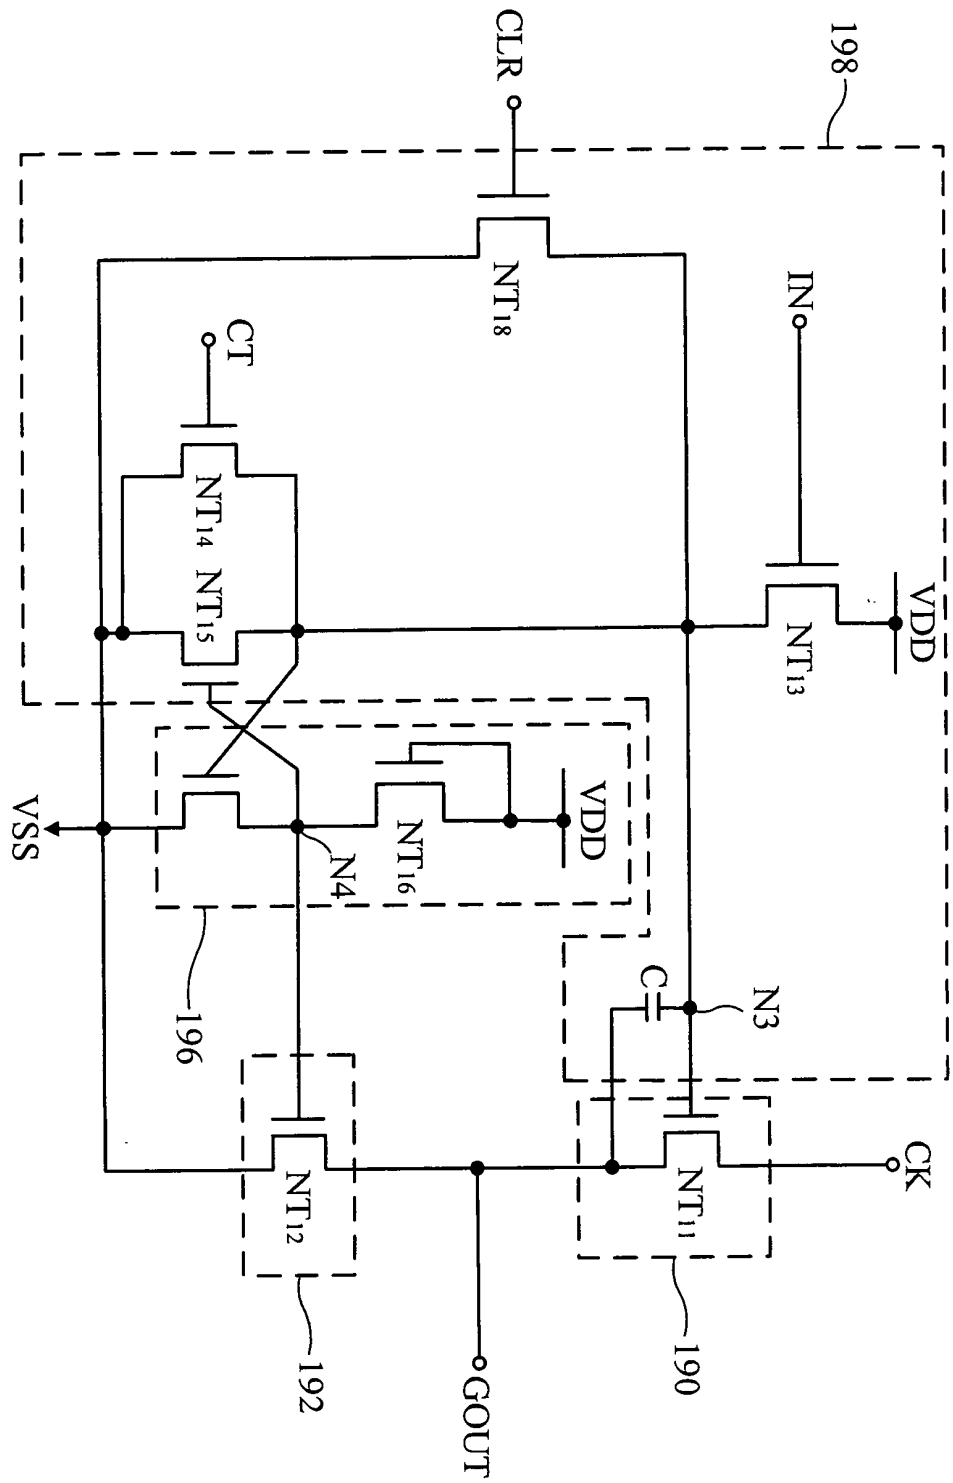 198
CLR
NT18
IN
VDD
NT13
CT
NT14
NT15
VDD
NT16
N4
VSS
196
C
N3
CK
NT11
190
NT12
192
GOUT